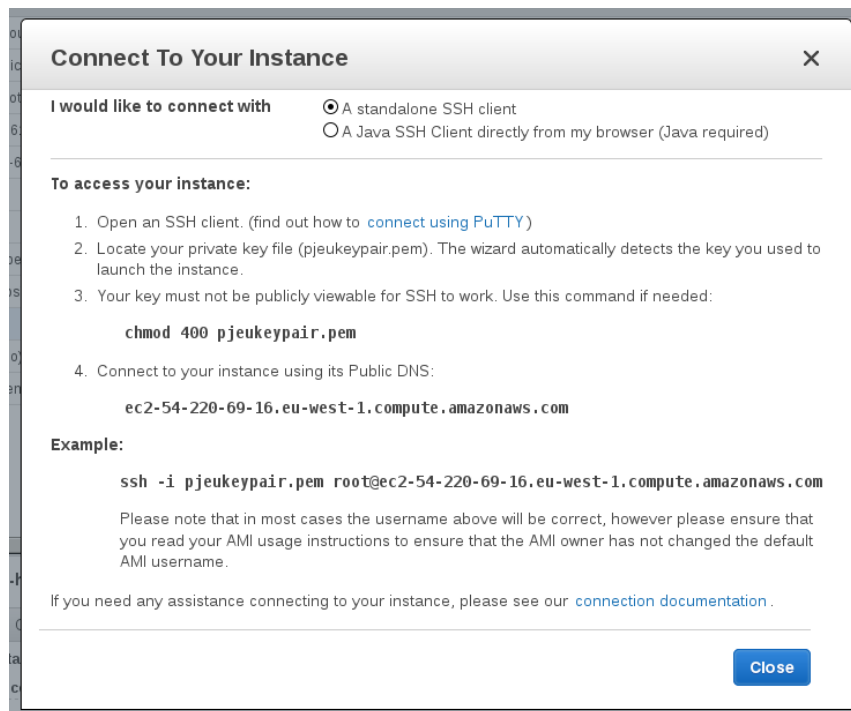 Connect To Your Instance
I would like to connect with
A standalone SSH client
A Java SSH Client directly from my browser (Java required)
To access your instance:
1. Open an SSH client. (find out how to connect using PuTTY)
2. Locate your private key file (pjeukeypair.pem). The wizard automatically detects the key you used to
launch the instance.
3. Your key must not be publicly viewable for SSH to work. Use this command if needed:
chmod 400 pjeukeypair.pem
4. Connect to your instance using its Public DNS:
ec2-54-220-69-16.eu-west-1.compute.amazonaws.com
Example:
ssh -i pjeukeypair.pem root@ec2-54-220-69-16.eu-west-1.compute.amazonaws.com
Please note that in most cases the username above will be correct, however please ensure that
you read your AMI usage instructions to ensure that the AMI owner has not changed the default
AMI username.
If you need any assistance connecting to your instance, please see our connection documentation.
Close